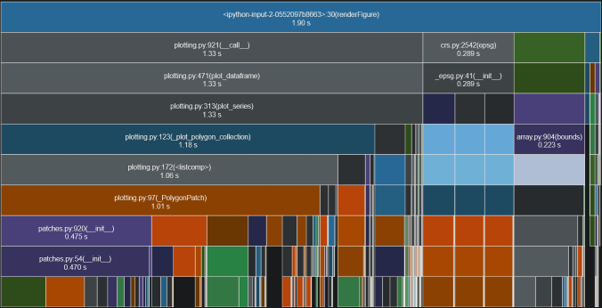 <ipython-input-2-0552097b8663>:30(renderFigure)
1.90 s
plotting.py:921(__call__)
1.33 s
crs.py:2542(epsg)
0.289 s
plotting.py:471(plot_dataframe)
1.33 s
_epsg.py:41(__init__)
0.289 s
plotting.py:313(plot_series)
1.33 s
plotting.py:123(_plot_polygon_collection)
1.18 s
array.py:904(bounds)
0.223 s
plotting.py:172(<listcomp>)
1.06 s
plotting.py:97(_PolygonPatch)
1.01 s
patches.py:920(__init__)
0.475 s
patches.py:54(__init__)
0.470 s